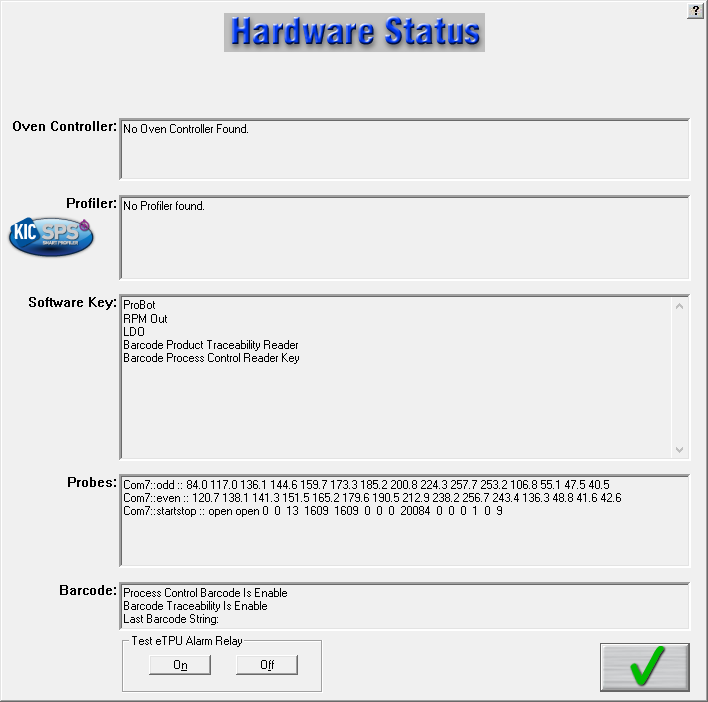 ?
Hardware Status
Oven Controller:
No Oven Controller Found.
Profiler:
No Profiler found.
KIC SPS
SMART PROFILER
Software Key:
ProBot
RPM Out
LDO
Barcode Product Traceability Reader
Barcode Process Control Reader Key
Probes:
Com7::odd :: 84.0 117.0 136.1 144.6 159.7 173.3 185.2 200.8 224.3 257.7 253.2 106.8 55.1 47.5 40.5
Com7::even :: 120.7 138.1 141.3 151.5 165.2 179.6 190.5 212.9 238.2 256.7 243.4 136.3 48.8 41.6 42.6
Com7::startstop :: open open 0 0 13 1609 1609 0 0 0 20084 0 0 0 1 0 9
Barcode:
Process Control Barcode Is Enable
Barcode Traceability Is Enable
Last Barcode String:
Test eTPU Alarm Relay
On Off